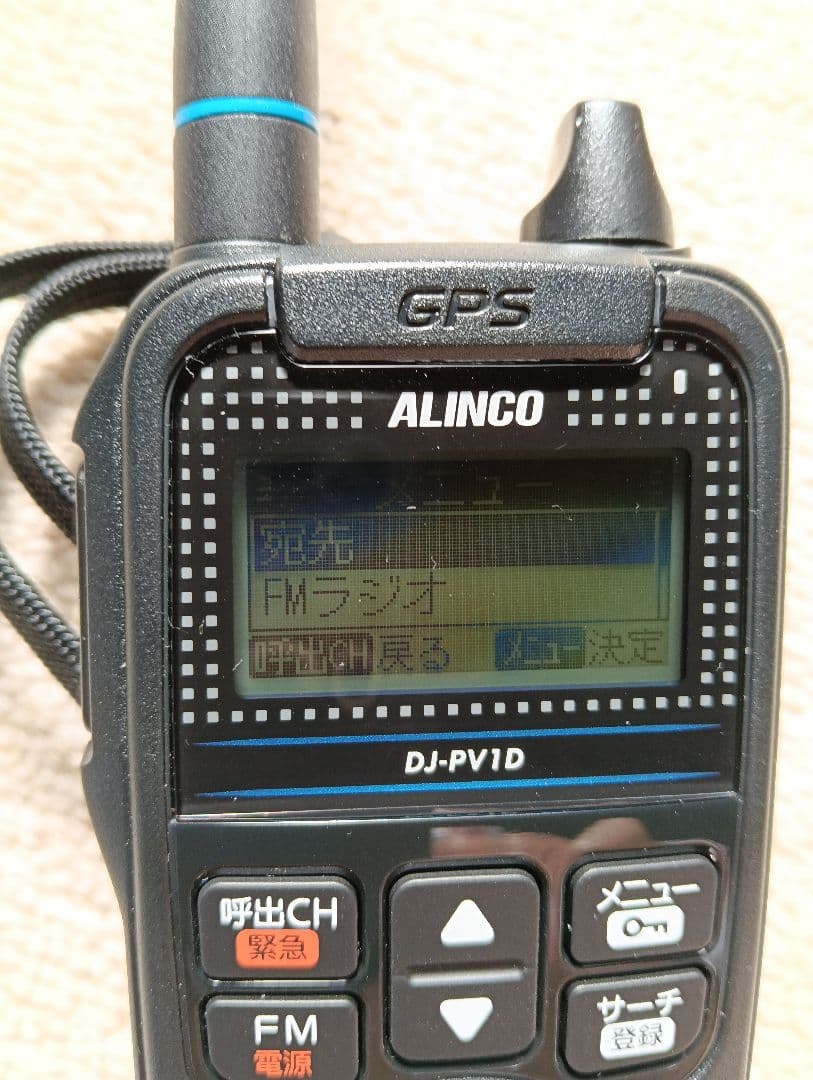 GPS
ALINCO
メニュー
宛先
FMラジオ
呼出CH戻る メニュー決定
DJ-PV1D
呼出CH
緊急
メニュー
FM
電源
サーチ
登録